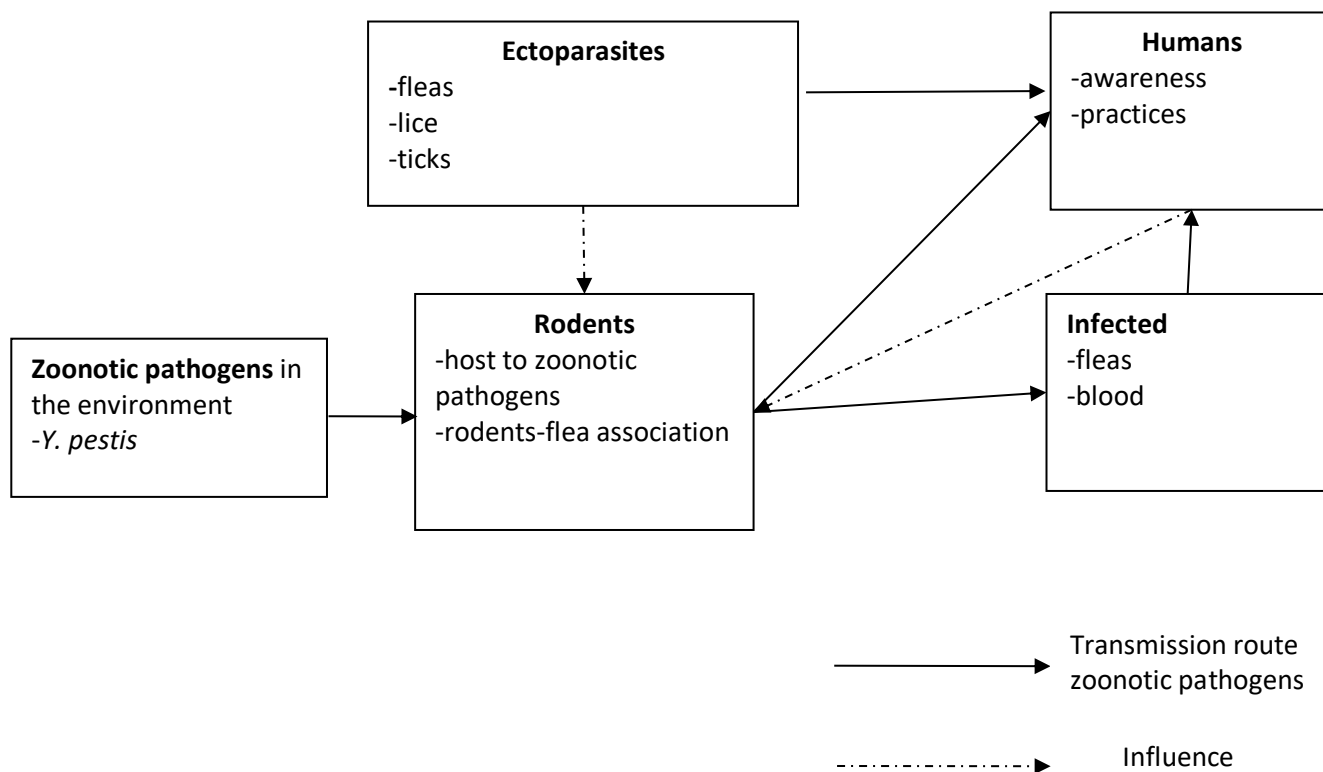 Ectoparasites
-fleas
-lice
-ticks
Humans
-awareness
-practices
Zoonotic pathogens in
the environment
-Y. pestis
Rodents
-host to zoonotic
pathogens
-rodents-flea association
Infected
-fleas
-blood
Transmission route
zoonotic pathogens
Influence